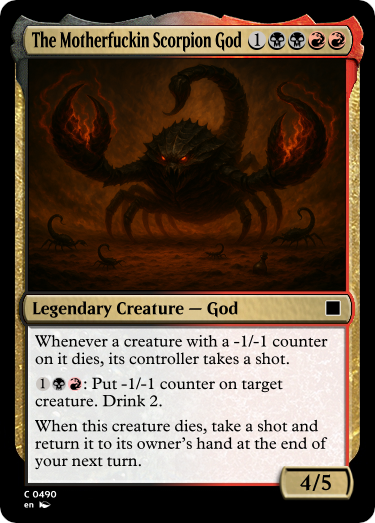 The Motherfuckin Scorpion God 1
Legendary Creature — God
Whenever a creature with a -1/-1 counter
on it dies, its controller takes a shot.
1: Put -1/-1 counter on target
creature. Drink 2.
When this creature dies, take a shot and
return it to its owner's hand at the end of
your next turn.
4/5
C 0490
en